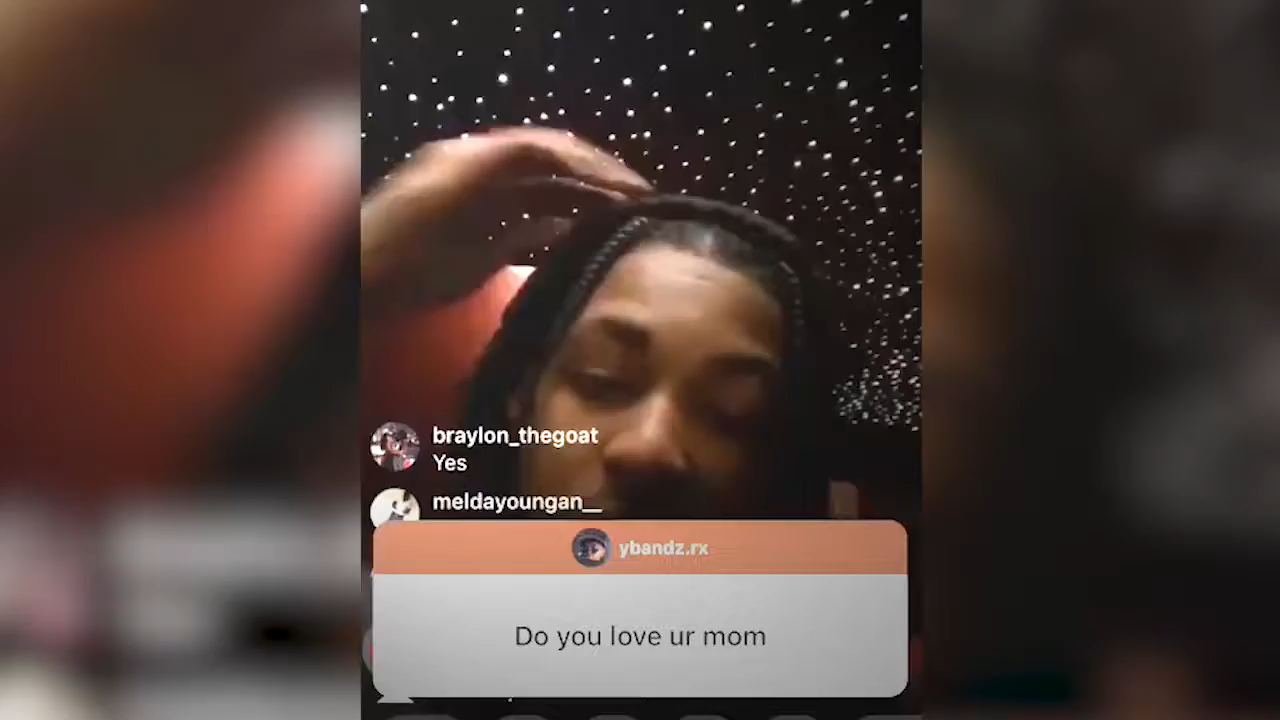 braylon_thegoat
Yes
meldayoungan__
ybandz.rx
Do you love ur mom